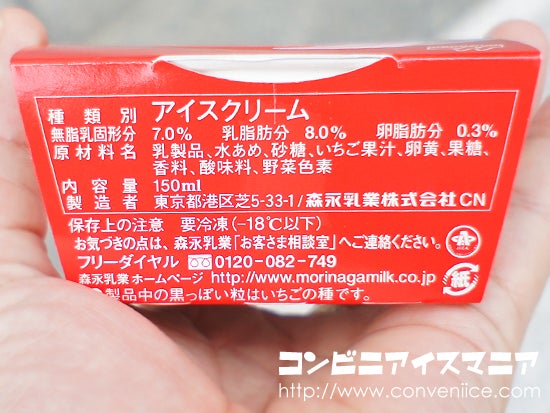 種類別 アイスクリーム
無脂乳固形分 7.0% 乳脂肪分 8.0% 卵脂肪分 0.3%
原材料名 乳製品、水あめ、砂糖、いちご果汁、卵黄、果糖、
香料、酸味料、野菜色素
内容量 150ml
製造者 東京都港区芝5-33-1/森永乳業株式会社CN
保存上の注意 要冷凍(-18℃以下)
お気づきの点は、森永乳業「お客さま相談室」へご連絡ください。
フリーダイヤル 0120-082-749
森永乳業ホームページ http://www.morinagamilk.co.jp
製品中の黒っぽい粒はいちごの種です。
紙
コンビニアイスマニア
http://www.conveniice.com/